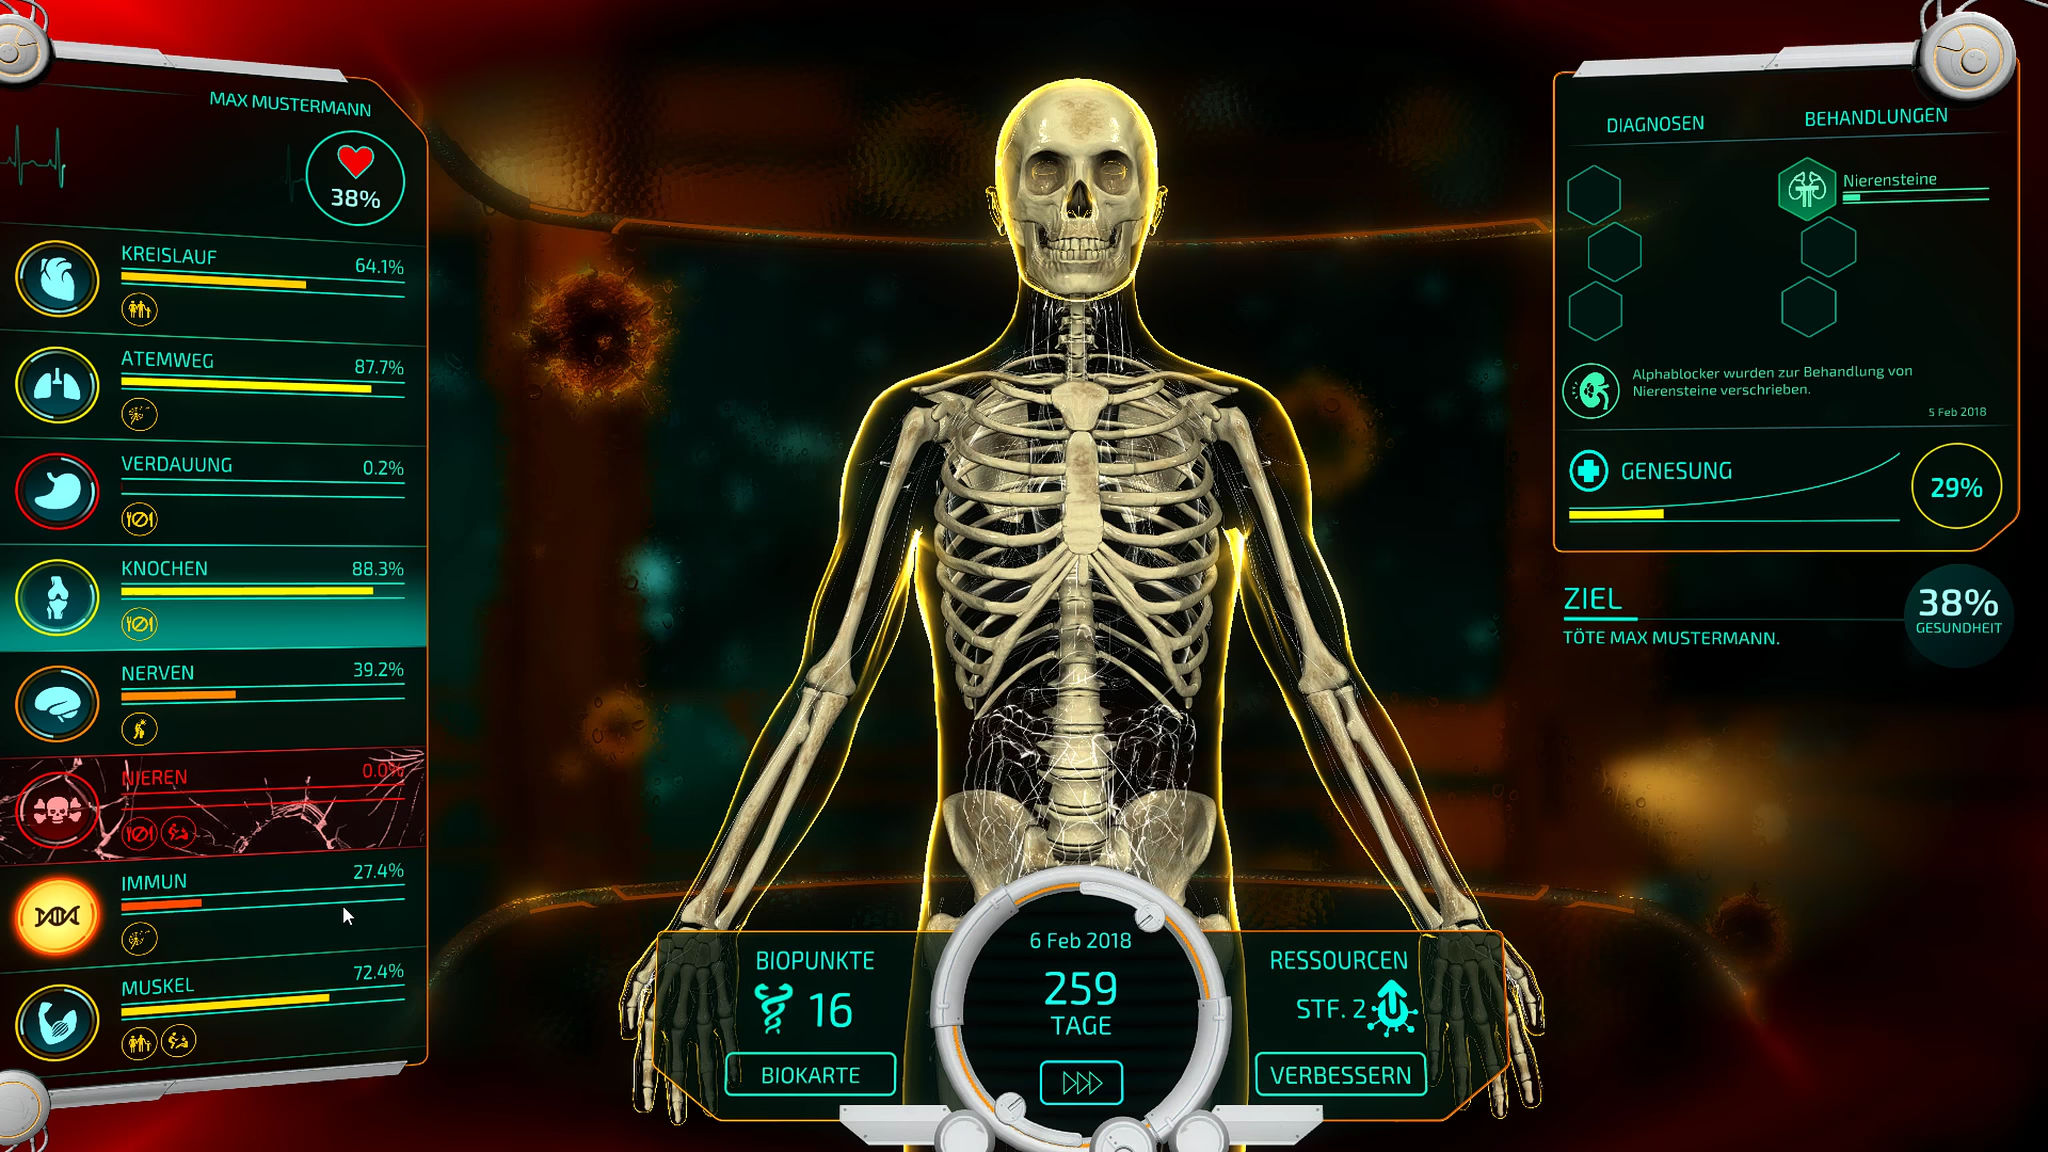 MAX MUSTERMANN
38%
KREISLAUF
64.1%
ATEMWEG
87.7%
VERDAUUNG
0.2%
KNOCHEN
88.3%
NERVEN
39.2%
NIEREN
0.0%
IMMUN
27.4%
MUSKEL
72.4%
BIOPUNKTE
16
BIOKARTE
6 Feb 2018
259
TAGE
RESSOURCEN
STF. 2
VERBESSERN
DIAGNOSEN
BEHANDLUNGEN
Nierensteine
Alphablocker wurden zur Behandlung von
Nierensteine verschrieben.
5 Feb 2018
GENESUNG
29%
ZIEL
TÖTE MAX MUSTERMANN.
38%
GESUNDHEIT